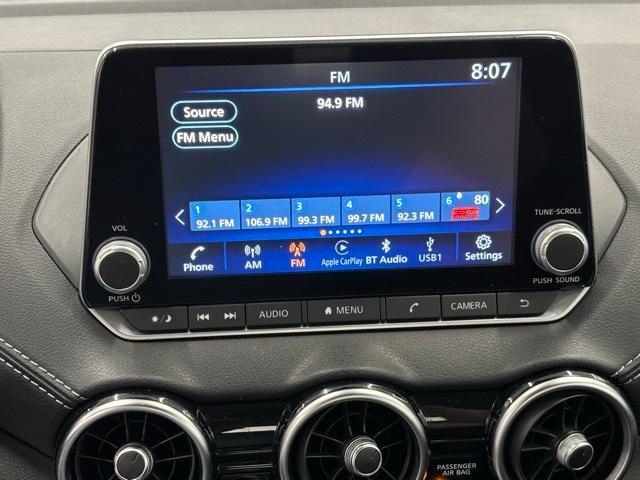 FM
8:07
94.9 FM
Source
FM Menu
1 2 3 4 5 6 80
92.1 FM 106.9 FM 99.3 FM 99.7 FM 92.3 FM
Phone AM FM Apple CarPlay BT Audio USB1 Settings
VOL
PUSH
TUNE·SCROLL
PUSH SOUND
AUDIO MENU CAMERA
PASSENGER
AIR BAG